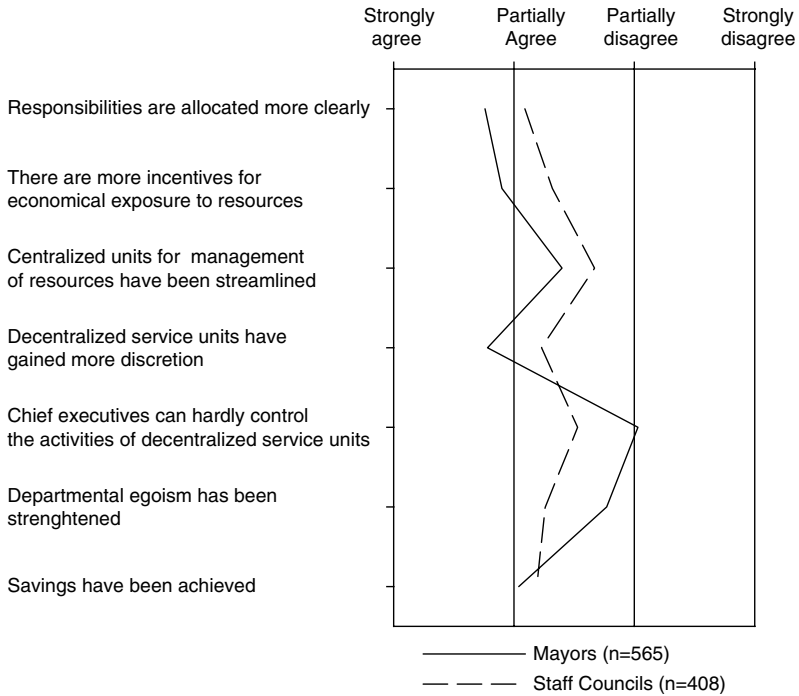 Strongly agree
Partially Agree
Partially disagree
Strongly disagree
Responsibilities are allocated more clearly
There are more incentives for
economical exposure to resources
Centralized units for management
of resources have been streamlined
Decentralized service units have
gained more discretion
Chief executives can hardly control
the activities of decentralized service units
Departmental egoism has been
strenghtened
Savings have been achieved
Mayors (n=565)
Staff Councils (n=408)